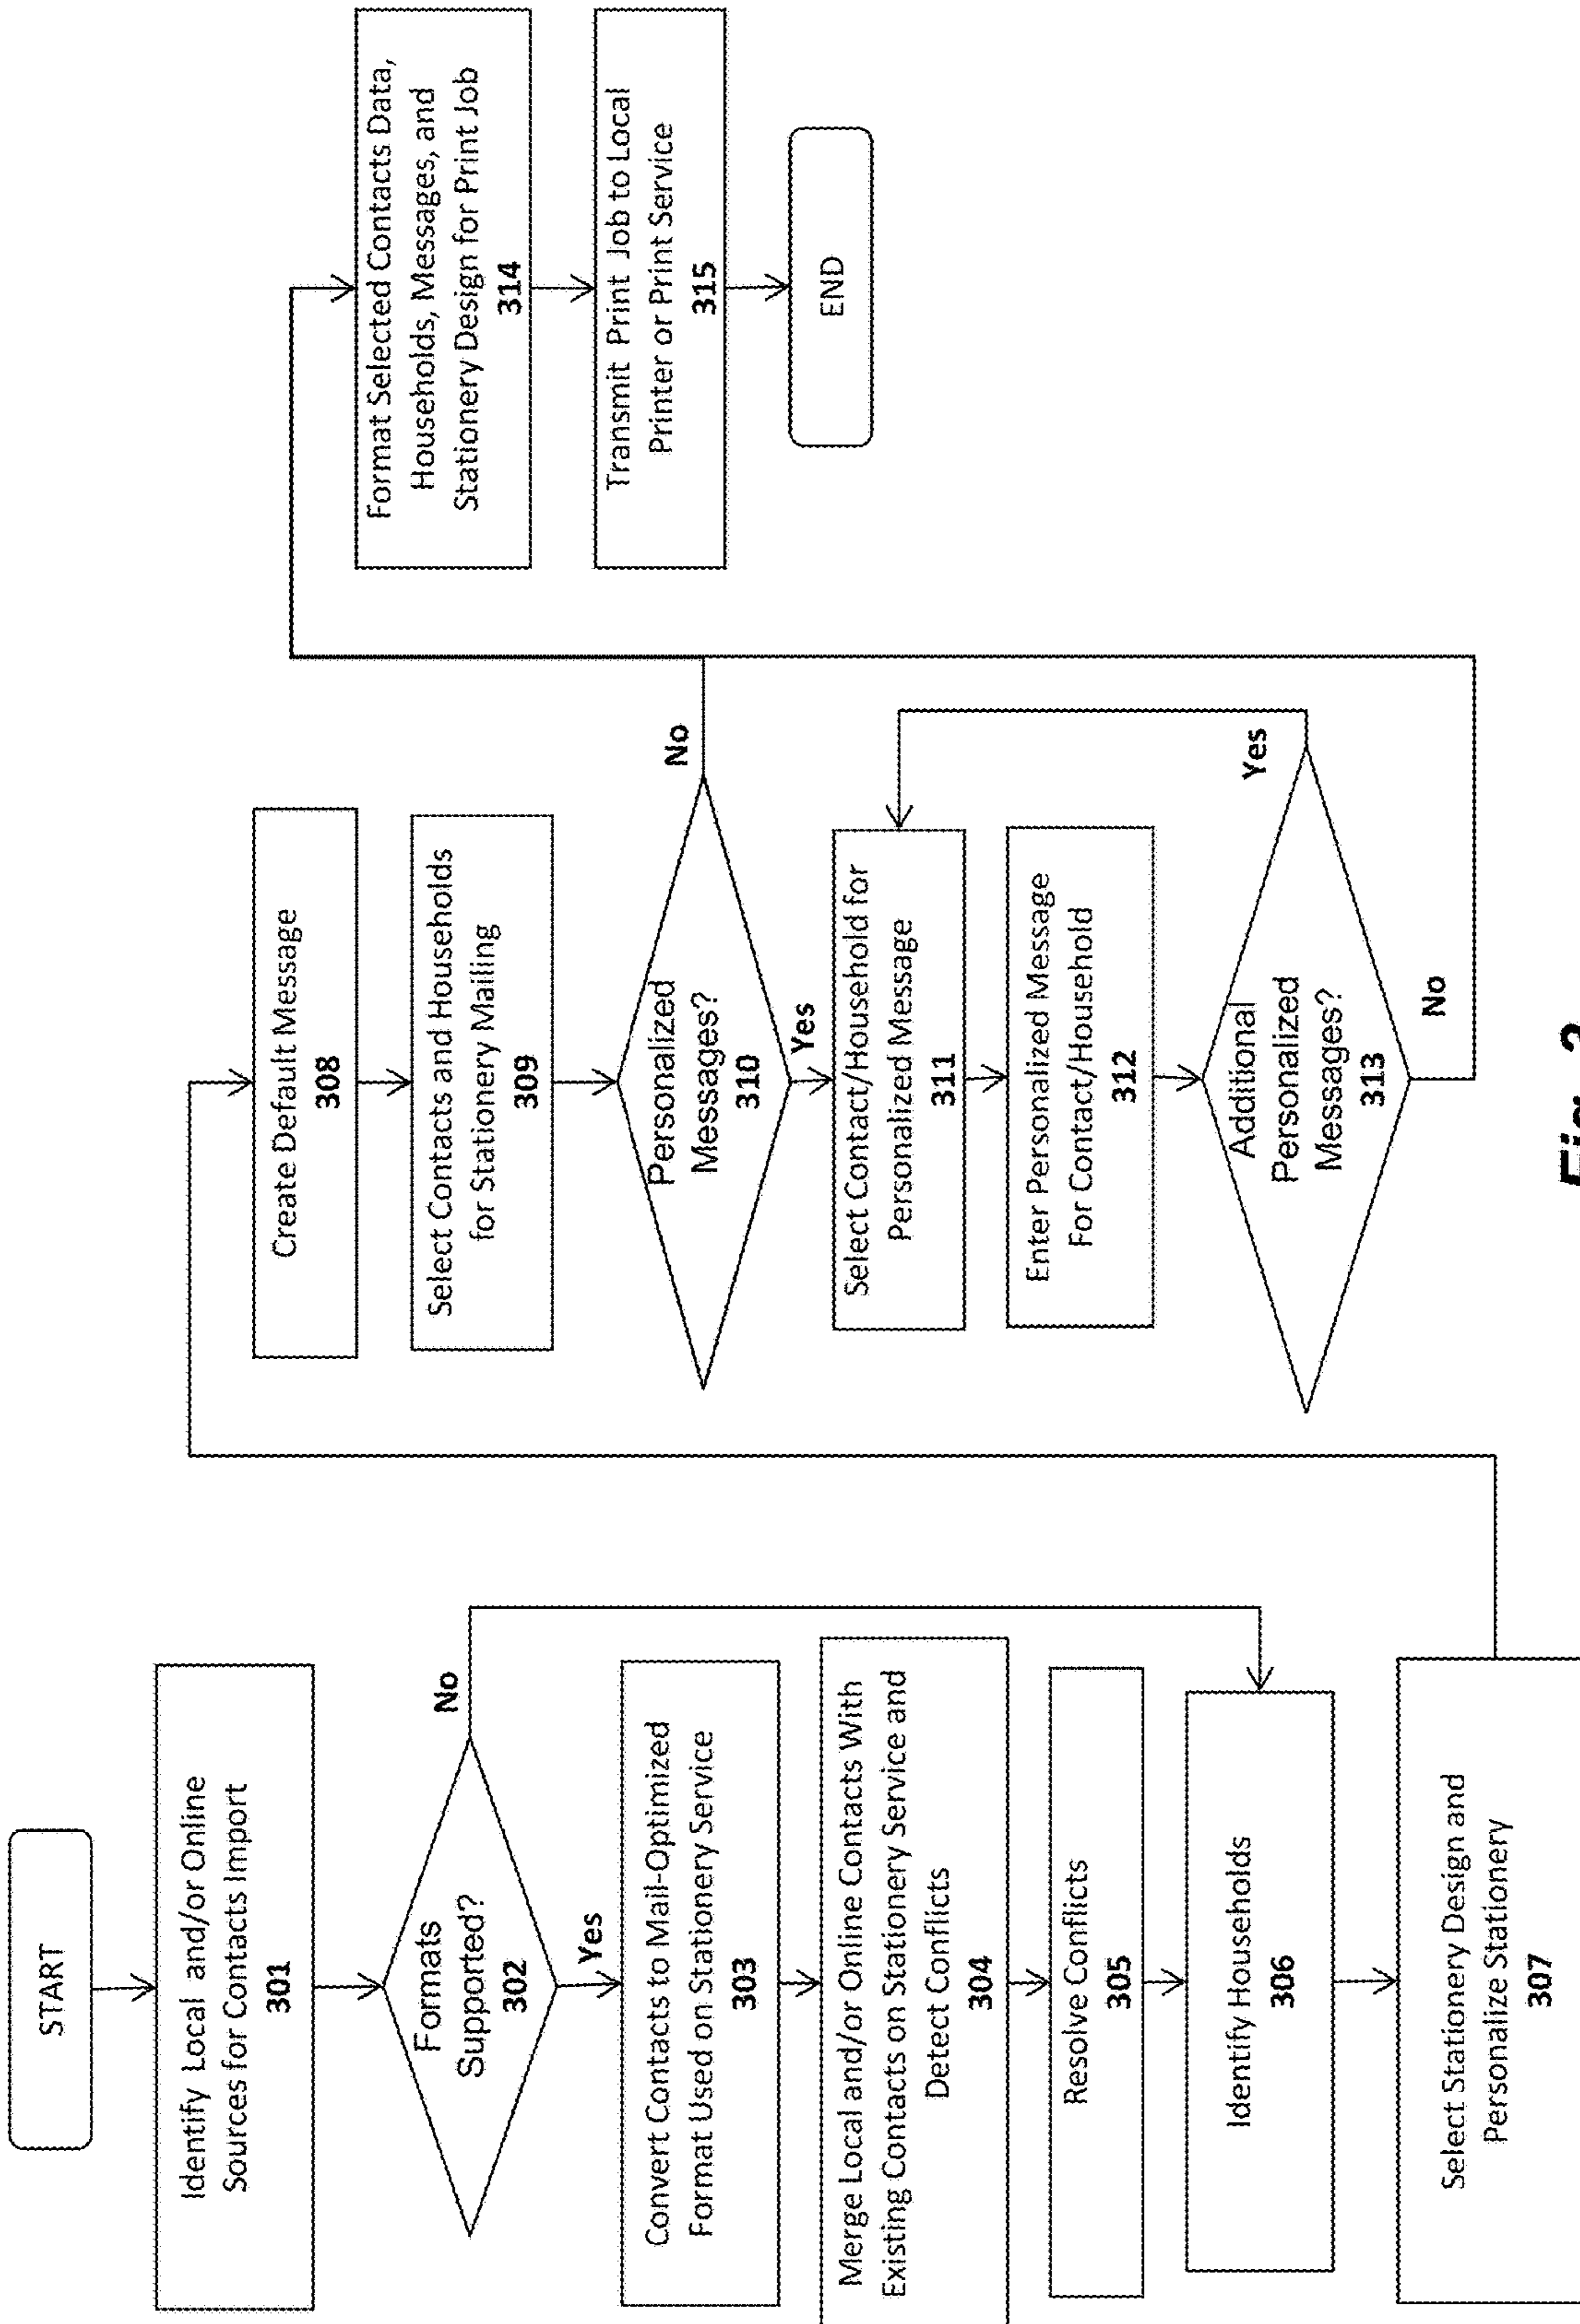 START
Identify Local and/or Online
Sources for Contacts Import
301
Formats
Supported?
302
No
Yes
Convert Contacts to Mail-Optimized
Format Used on Stationery Service
303
Merge Local and/or Online Contacts With
Existing Contacts on Stationery Service and
Detect Conflicts
304
Resolve Conflicts
305
Identify Households
306
Select Stationery Design and
Personalize Stationery
307
Create Default Message
308
Select Contacts and Households
for Stationery Mailing
309
Personalized
Messages?
310
No
Yes
Select Contact/Household for
Personalized Message
311
Enter Personalized Message
For Contact/Household
312
Additional
Personalized
Messages?
313
Yes
No
Format Selected Contacts Data,
Households, Messages, and
Stationery Design for Print Job
314
Transmit Print Job to Local
Printer or Print Service
315
END
Fig.